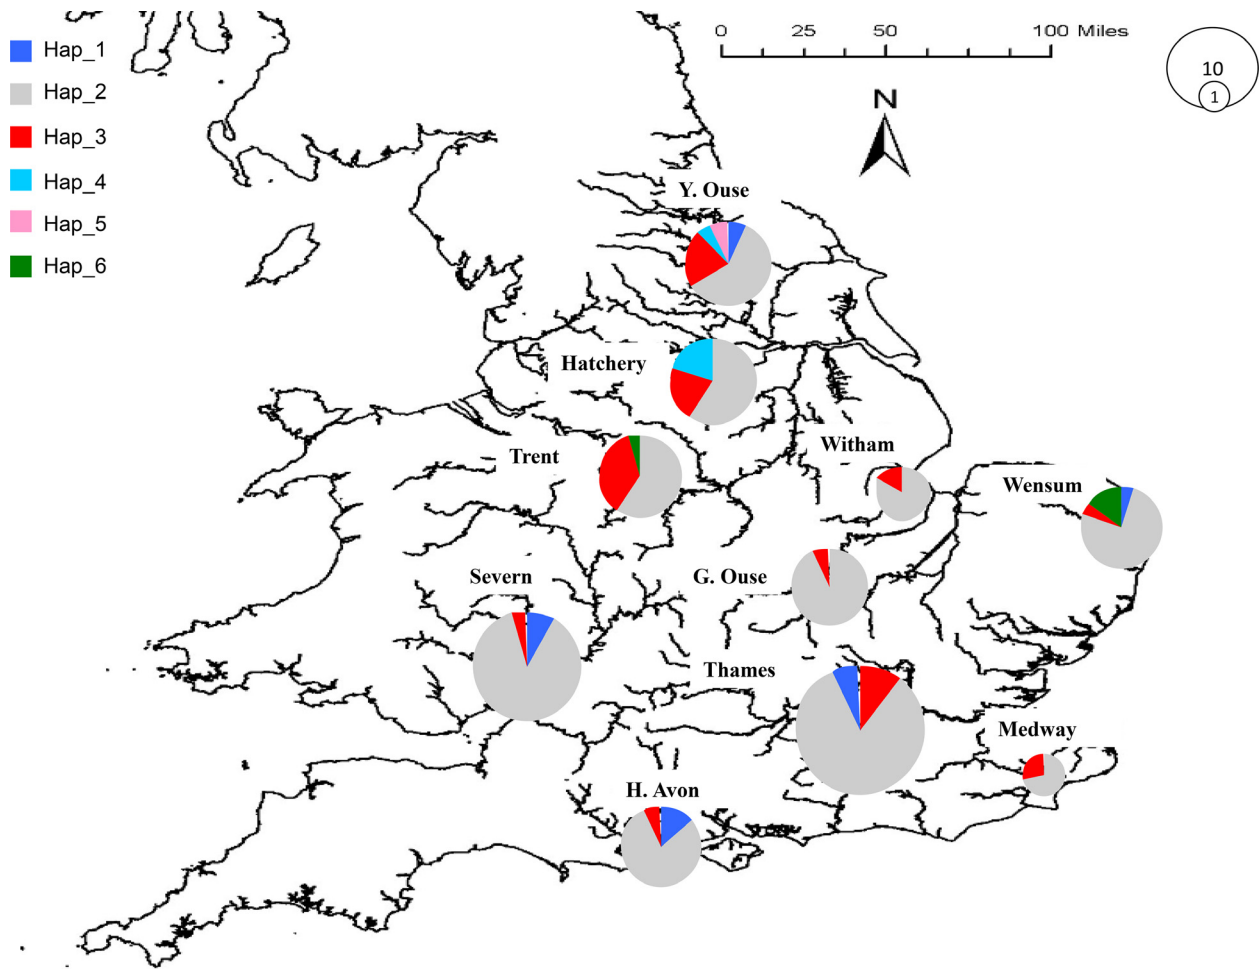 Hap_1
Hap_2
Hap_3
Hap_4
Hap_5
Hap_6
0 25 50 100 Miles
10
1
N
Y. Ouse
Hatchery
Trent
Witham
Wensum
Severn
G. Ouse
Thames
Medway
H. Avon